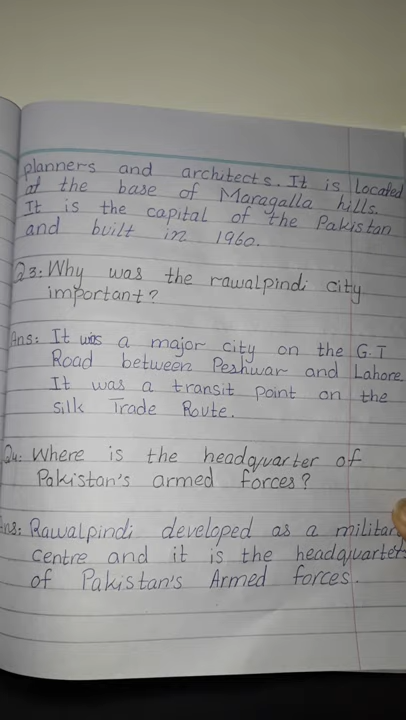 planners and architects. It is located
at the base of Maragalla hills.
It is the capital of the Pakistan
and built in 1960.
Q3: Why was the rawalpindi city
important?
Ans: It was a major city on the G.T
Road between Peshwar and Lahore.
It was a transit point on the
silk Trade Route.
Q4: Where is the headquarter of
Pakistan's armed forces?
Ans: Rawalpindi developed as a military
centre and it is the headquarter
of Pakistan's Armed forces.